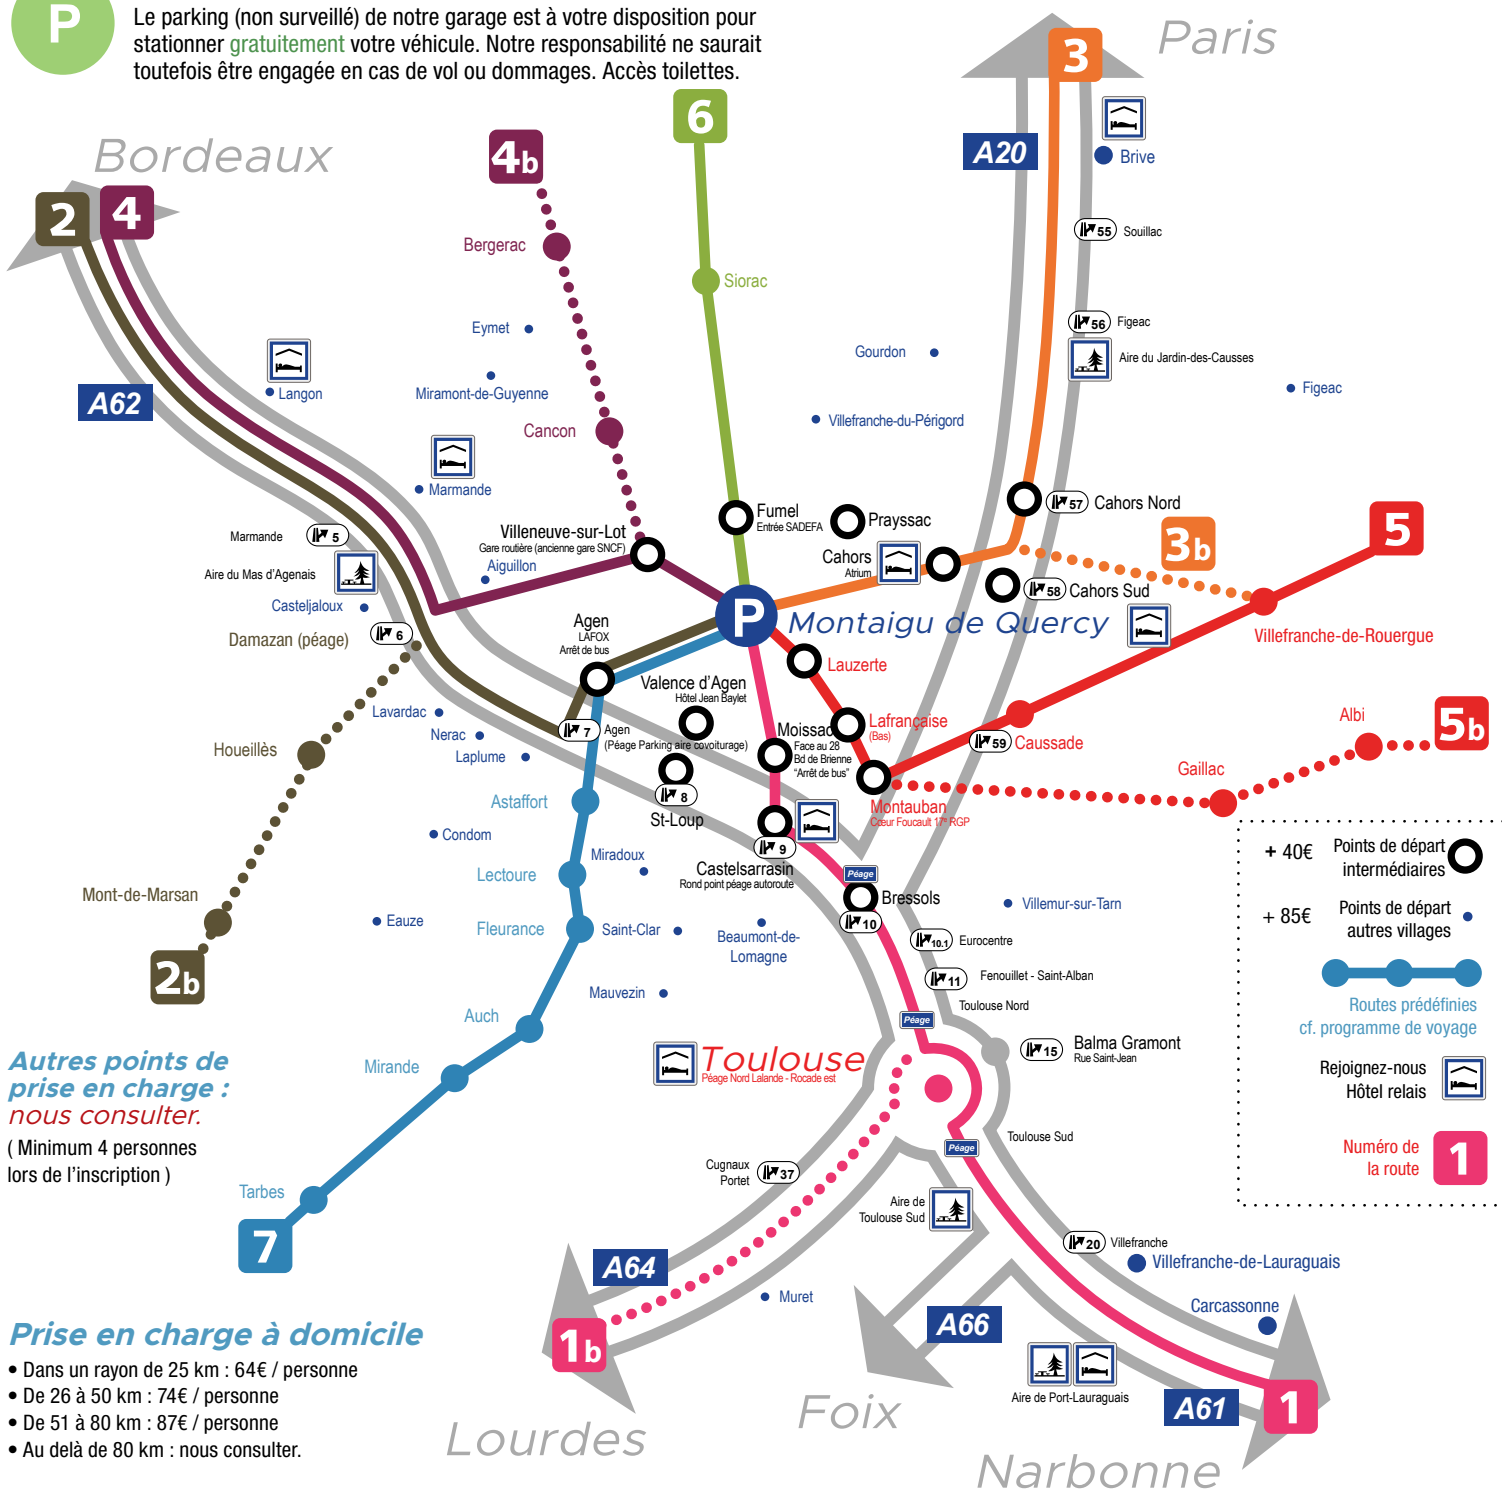 P
Le parking (non surveillé) de notre garage est à votre disposition pour
stationner gratuitement votre véhicule. Notre responsabilité ne saurait
toutefois être engagée en cas de vol ou dommages. Accès toilettes.
Paris
3
6
Bordeaux
4b
A20
Brive
2
4
Bergerac
55 Souillac
Siorac
Eymet
56 Figeac
Gourdon
Aire du Jardin-des-Causses
Langon
A62
Miramont-de-Guyenne
Figeac
Villefranche-du-Périgord
Cancon
Marmande
57 Cahors Nord
Fumel
Entrée SADEFA
Prayssac
5
Marmande 5
Villeneuve-sur-Lot
Gare routière (ancienne gare SNCF)
3b
Cahors
Atrium
Aiguillon
Aire du Mas d'Agenais
58 Cahors Sud
Casteljaloux
P
Montaigu de Quercy
Damazan (péage) 6
Agen
LAFOX
Arrêt de bus
Villefranche-de-Rouergue
Lauzerte
Valence d'Agen
Hôtel Jean Baylet
Lavardac
Moissac
Face au 28
Bd de Brienne
“Arrêt de bus”
Lafrançaise
(Bas)
Albi
5b
Nerac
7 Agen
(Péage Parking aire covoiturage)
59 Caussade
Houeillès
Laplume
Gaillac
8
St-Loup
Astaffort
Montauban
Cœur Foucault 17e RGP
Condom
9
Castelsarrasin
Rond point péage autoroute
Miradoux
Lectoure
Péage
Bressols
10
+ 40€
Points de départ
intermédiaires
+ 85€
Points de départ
autres villages
Routes prédéfinies
cf. programme de voyage
Rejoignez-nous
Hôtel relais
Numéro de
la route
1
Mont-de-Marsan
Villemur-sur-Tarn
Eauze
Fleurance
Saint-Clar
Beaumont-de-
Lomagne
10.1 Eurocentre
2b
11 Fenouillet - Saint-Alban
Mauvezin
Toulouse Nord
Auch
Péage
15 Balma Gramont
Rue Saint-Jean
Autres points de
prise en charge :
nous consulter.
( Minimum 4 personnes
lors de l'inscription )
Mirande
Toulouse
Péage Nord Lalande - Rocade est
Toulouse Sud
Péage
Cugnaux
Portet
37
Tarbes
Aire de
Toulouse Sud
7
20 Villefranche
Villefranche-de-Lauraguais
A64
Muret
Carcassonne
Prise en charge à domicile
• Dans un rayon de 25 km : 64€ / personne
• De 26 à 50 km : 74€ / personne
• De 51 à 80 km : 87€ / personne
• Au delà de 80 km : nous consulter.
1b
A66
Aire de Port-Lauraguais
A61
1
Foix
Lourdes
Narbonne